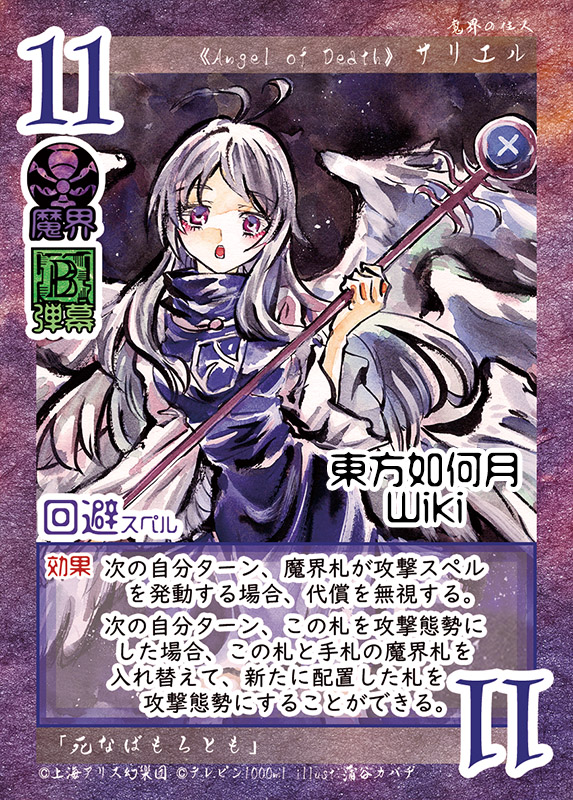 魔界の住人
11
《Angel of Death》 サリエル
魔界
B
弾幕
東方如何月
Wiki
回避スペル
効果 次の自分ターン、魔界札が攻撃スペル
を発動する場合、代償を無視する。
次の自分ターン、この札を攻撃態勢に
した場合、この札と手札の魔界札を
入れ替えて、新たに配置した札を
攻撃態勢にすることができる。
11
「死なばもろとも」
©上海アリス幻樂団 ©テレピン1000ml illust:蒲谷カバヂ